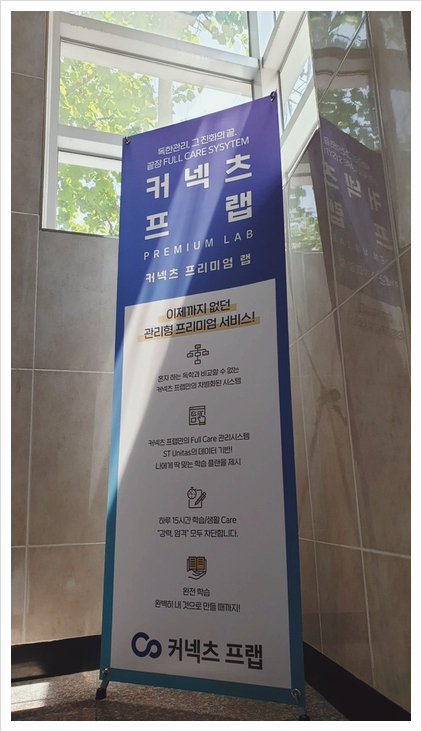 독한관리, 그 진화의 끝.
끝장 FULL CARE SYSYTEM
커넥츠
프랩
PREMIUM LAB
커넥츠 프리미엄 랩
이제까지 없던
관리형 프리미엄 서비스!
혼자 하는 독학과 비교할 수 없는
커넥츠 프랩만의 차별화된 시스템
커넥츠 프랩만의 Full Care 관리시스템
ST Unitas의 데이터 기반!
나에게 딱 맞는 학습 플랜을 제시
하루 15시간 학습/생활 Care
"강력, 엄격" 모두 차단합니다.
완전 학습
완벽히 내 것으로 만들 때까지!
커넥츠 프랩